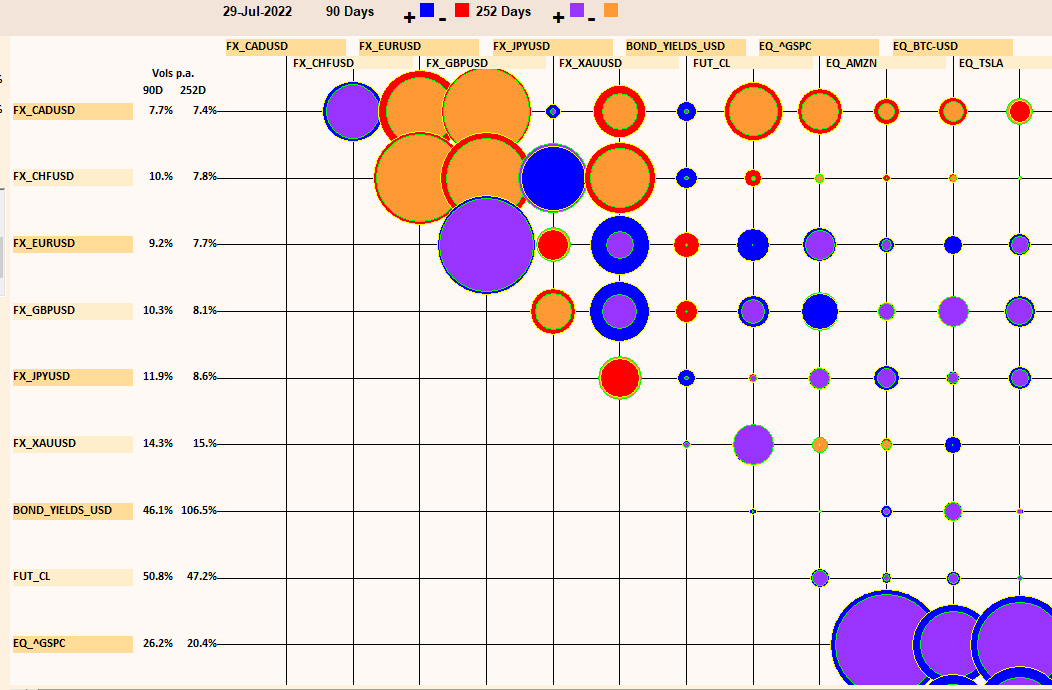 29-Jul-2022 90 Days + - 252 Days + -
FX_CADUSD FX_EURUSD FX_JPYUSD BOND_YIELDS_USD EQ_^GSPC EQ_BTC-USD
FX_CHFUSD FX_GBPUSD FX_XAUUSD FUT_CL EQ_AMZN EQ_TSLA
Vols p.a.
90D 252D
FX_CADUSD 7.7% 7.4%
FX_CHFUSD 10.% 7.8%
FX_EURUSD 9.2% 7.7%
FX_GBPUSD 10.3% 8.1%
FX_JPYUSD 11.9% 8.6%
FX_XAUUSD 14.3% 15.%
BOND_YIELDS_USD 46.1% 106.5%
FUT_CL 50.8% 47.2%
EQ_^GSPC 26.2% 20.4%